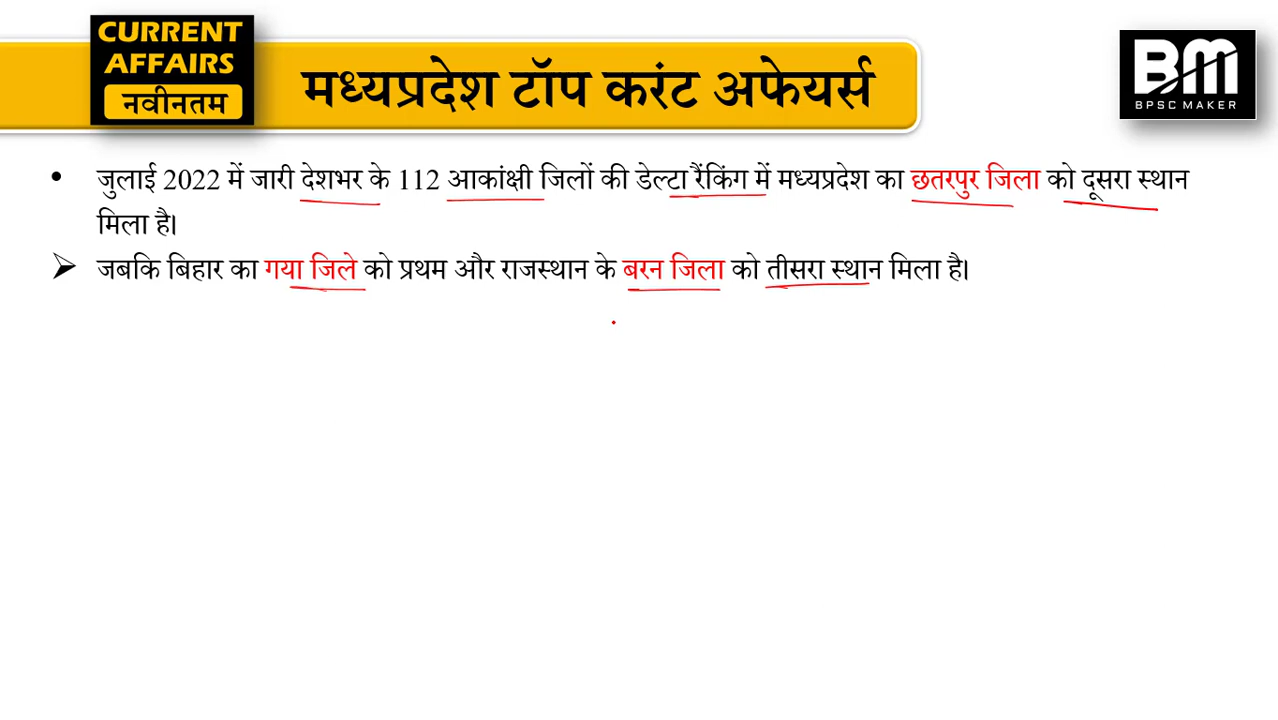 CURRENT
AFFAIRS
नवीनतम
मध्यप्रदेश टॉप करंट अफेयर्स
BM
BPSC MAKER
• जुलाई 2022 में जारी देशभर के 112 आकांक्षी जिलों की डेल्टा रैंकिंग में मध्यप्रदेश का छतरपुर जिला को दूसरा स्थान
मिला है।
➢ जबकि बिहार का गया जिले को प्रथम और राजस्थान के बरन जिला को तीसरा स्थान मिला है।